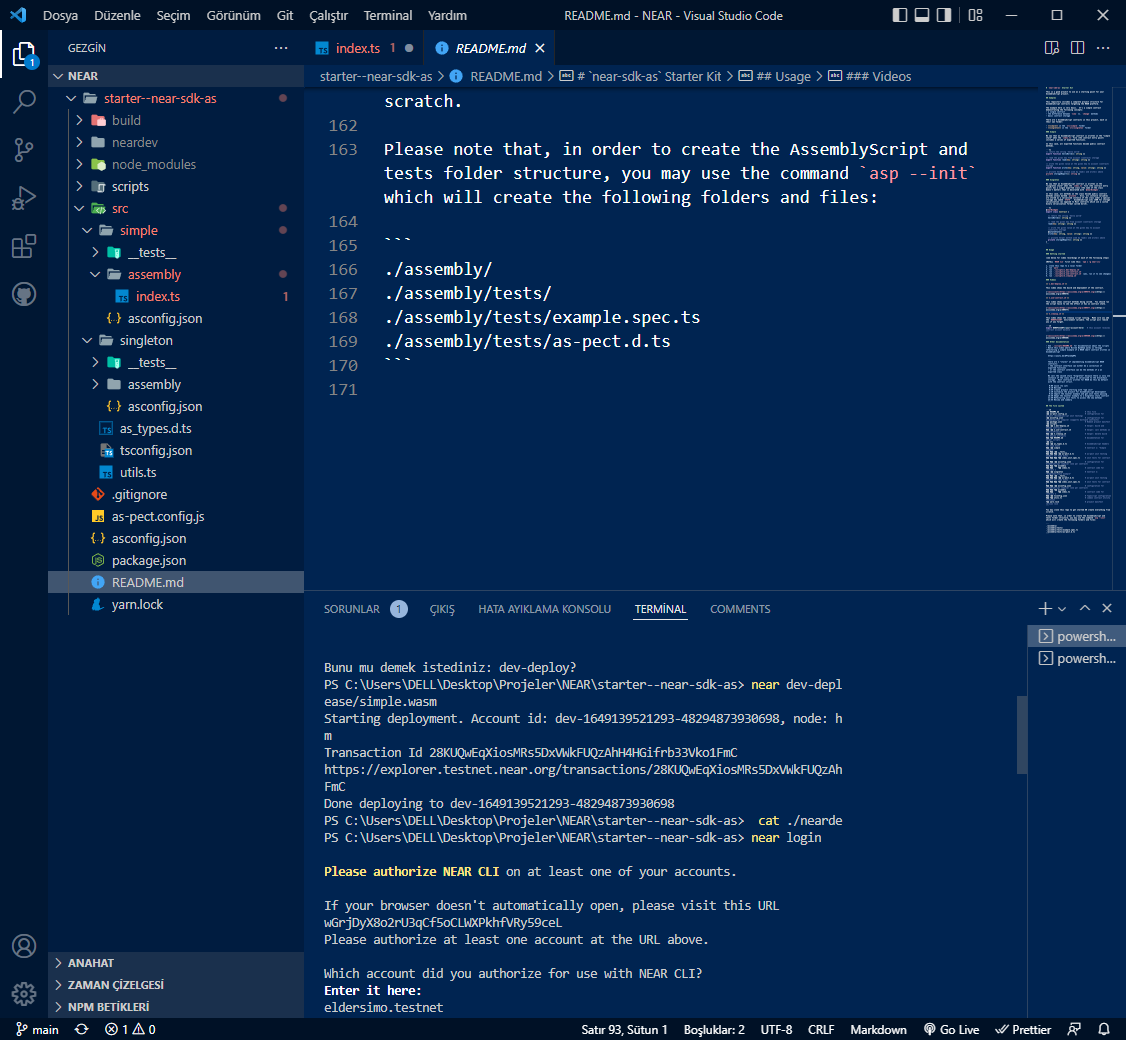 Dosya Düzenle Seçim Görünüm Git Çalıştır Terminal Yardım README.md - NEAR - Visual Studio Code
GEZGİN
1
NEAR
starter--near-sdk-as
build
neardev
node_modules
scripts
src
simple
__tests__
assembly
TS index.ts 1
{..} asconfig.json
singleton
__tests__
assembly
{..} asconfig.json
TS as_types.d.ts
tsconfig.json
TS utils.ts
.gitignore
JS as-pect.config.js
{..} asconfig.json
package.json
README.md
yarn.lock
ANAHAT
ZAMAN ÇİZELGESİ
NPM BETİKLERİ
TS index.ts 1 README.md
starter--near-sdk-as > README.md > # `near-sdk-as` Starter Kit > ## Usage > ### Videos
scratch.
162
163 Please note that, in order to create the AssemblyScript and
tests folder structure, you may use the command `asp --init`
which will create the following folders and files:
164
165 ```
166 ./assembly/
167 ./assembly/tests/
168 ./assembly/tests/example.spec.ts
169 ./assembly/tests/as-pect.d.ts
170 ```
171
SORUNLAR 1 ÇIKIŞ HATA AYIKLAMA KONSOLU TERMİNAL COMMENTS
powersh...
powersh...
Bunu mu demek istediniz: dev-deploy?
PS C:\Users\DELL\Desktop\Projeler\NEAR\starter--near-sdk-as> near dev-depl
ease/simple.wasm
Starting deployment. Account id: dev-1649139521293-48294873930698, node: h
m
Transaction Id 28KUQwEqXiosMRs5DxVWkFUQzAhH4HGifrb33Vko1FmC
https://explorer.testnet.near.org/transactions/28KUQwEqXiosMRs5DxVWkFUQzAh
FmC
Done deploying to dev-1649139521293-48294873930698
PS C:\Users\DELL\Desktop\Projeler\NEAR\starter--near-sdk-as>  cat ./nearde
PS C:\Users\DELL\Desktop\Projeler\NEAR\starter--near-sdk-as> near login
Please authorize NEAR CLI on at least one of your accounts.
If your browser doesn't automatically open, please visit this URL
wGrjDyX8o2rU3qCf5oCLWXPkhfVRy59ceL
Please authorize at least one account at the URL above.
Which account did you authorize for use with NEAR CLI?
Enter it here:
eldersimo.testnet
main 1 0 Satır 93, Sütun 1 Boşluklar: 2 UTF-8 CRLF Markdown Go Live Prettier